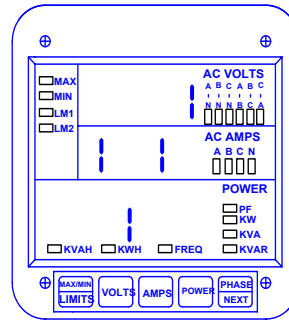 AC VOLTS
MAX
MIN
LM1
LM2
A B C A B C
- - - - - -
N N N B C A
AC AMPS
A B C N
POWER
PF
KW
KVA
KVAH KWH FREQ KVAR
MAX/MIN
LIMITS
VOLTS
AMPS
POWER
PHASE
NEXT